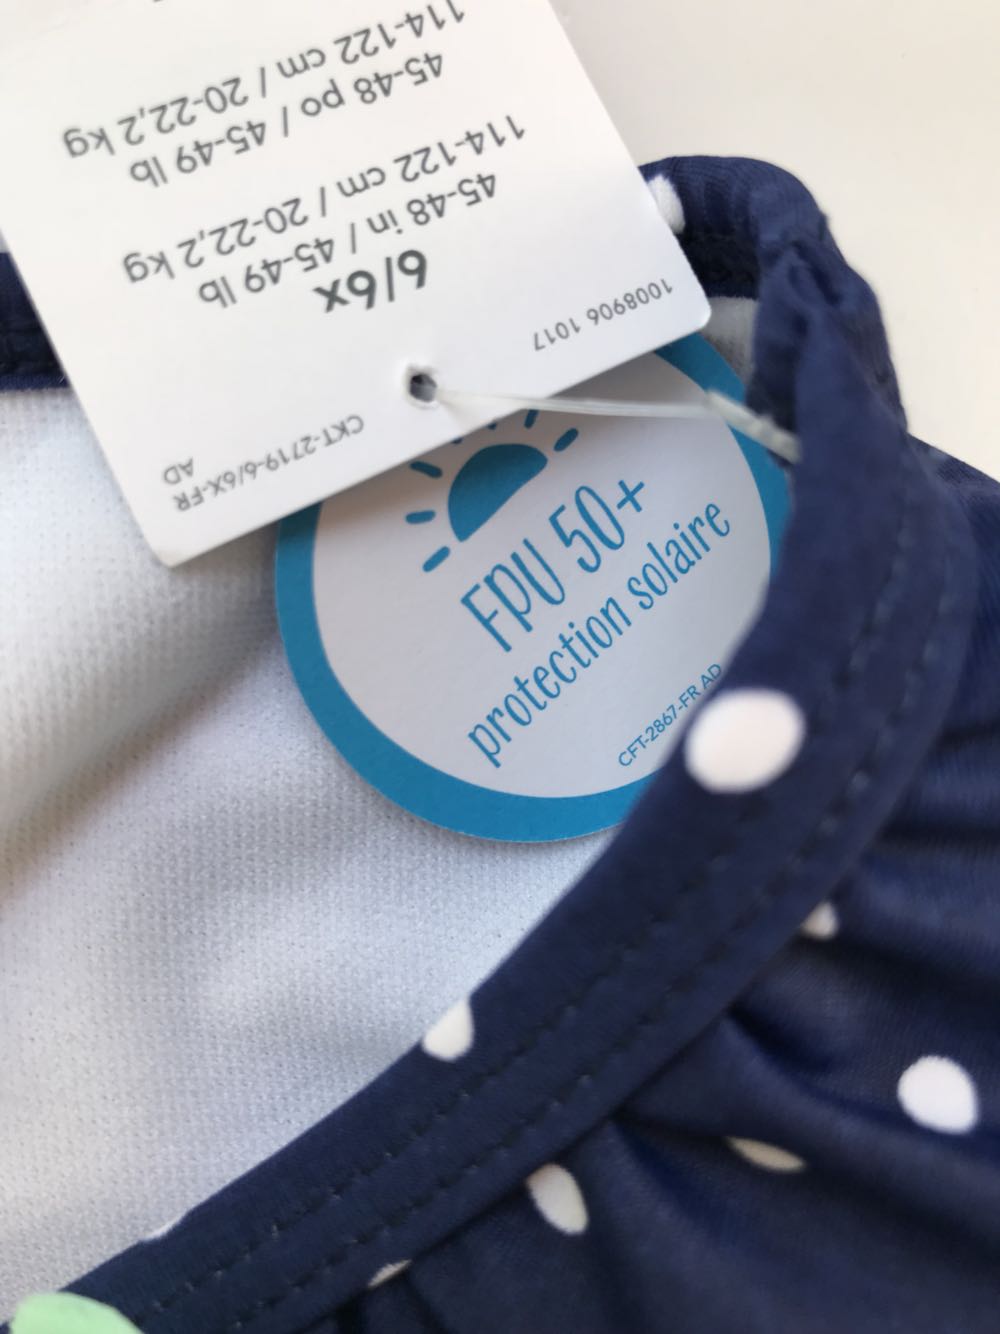 1008906 1017
6/6x
45-48 in / 45-49 lb
114-122 cm / 20-22,2 kg
45-48 po / 45-49 lb
114-122 cm / 20-22,2 kg
CKT-2719-6/6X-FR
AD
FPU 50+
protection solaire
CFT-2867-FR AD